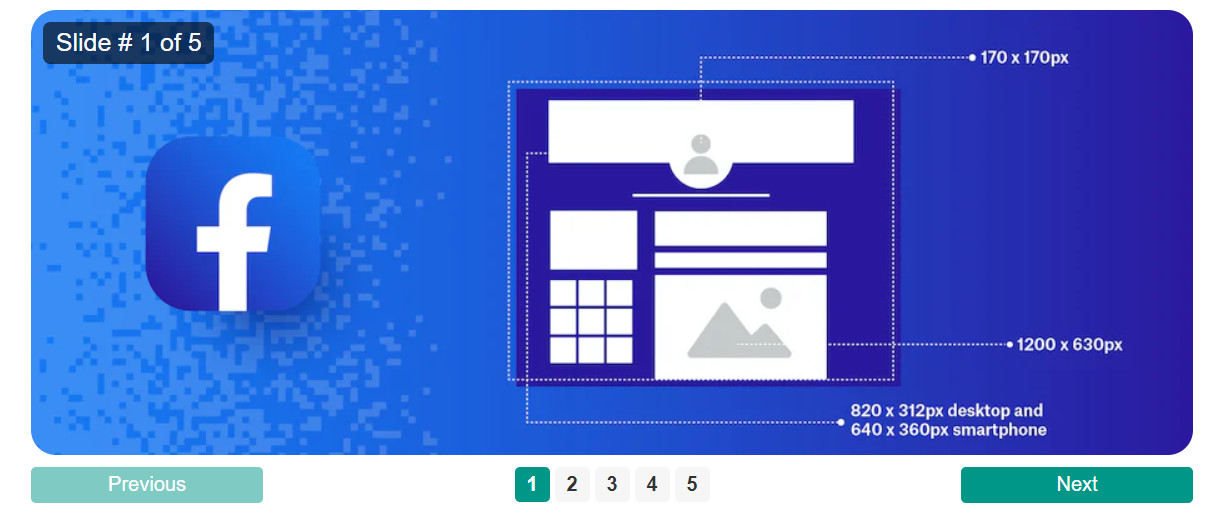 Slide # 1 of 5
170 x 170px
f
1200 x 630px
820 x 312px desktop and
640 x 360px smartphone
Previous
1 2 3 4 5
Next